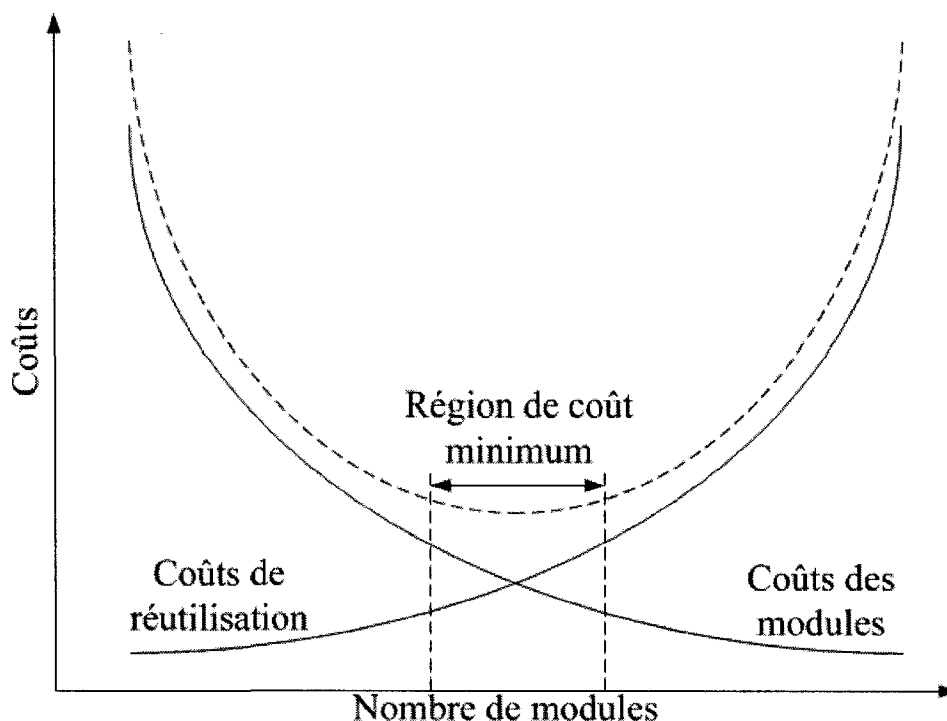 Coûts
Région de coût
minimum
Coûts de
réutilisation
Coûts des
modules
Nombre de modules